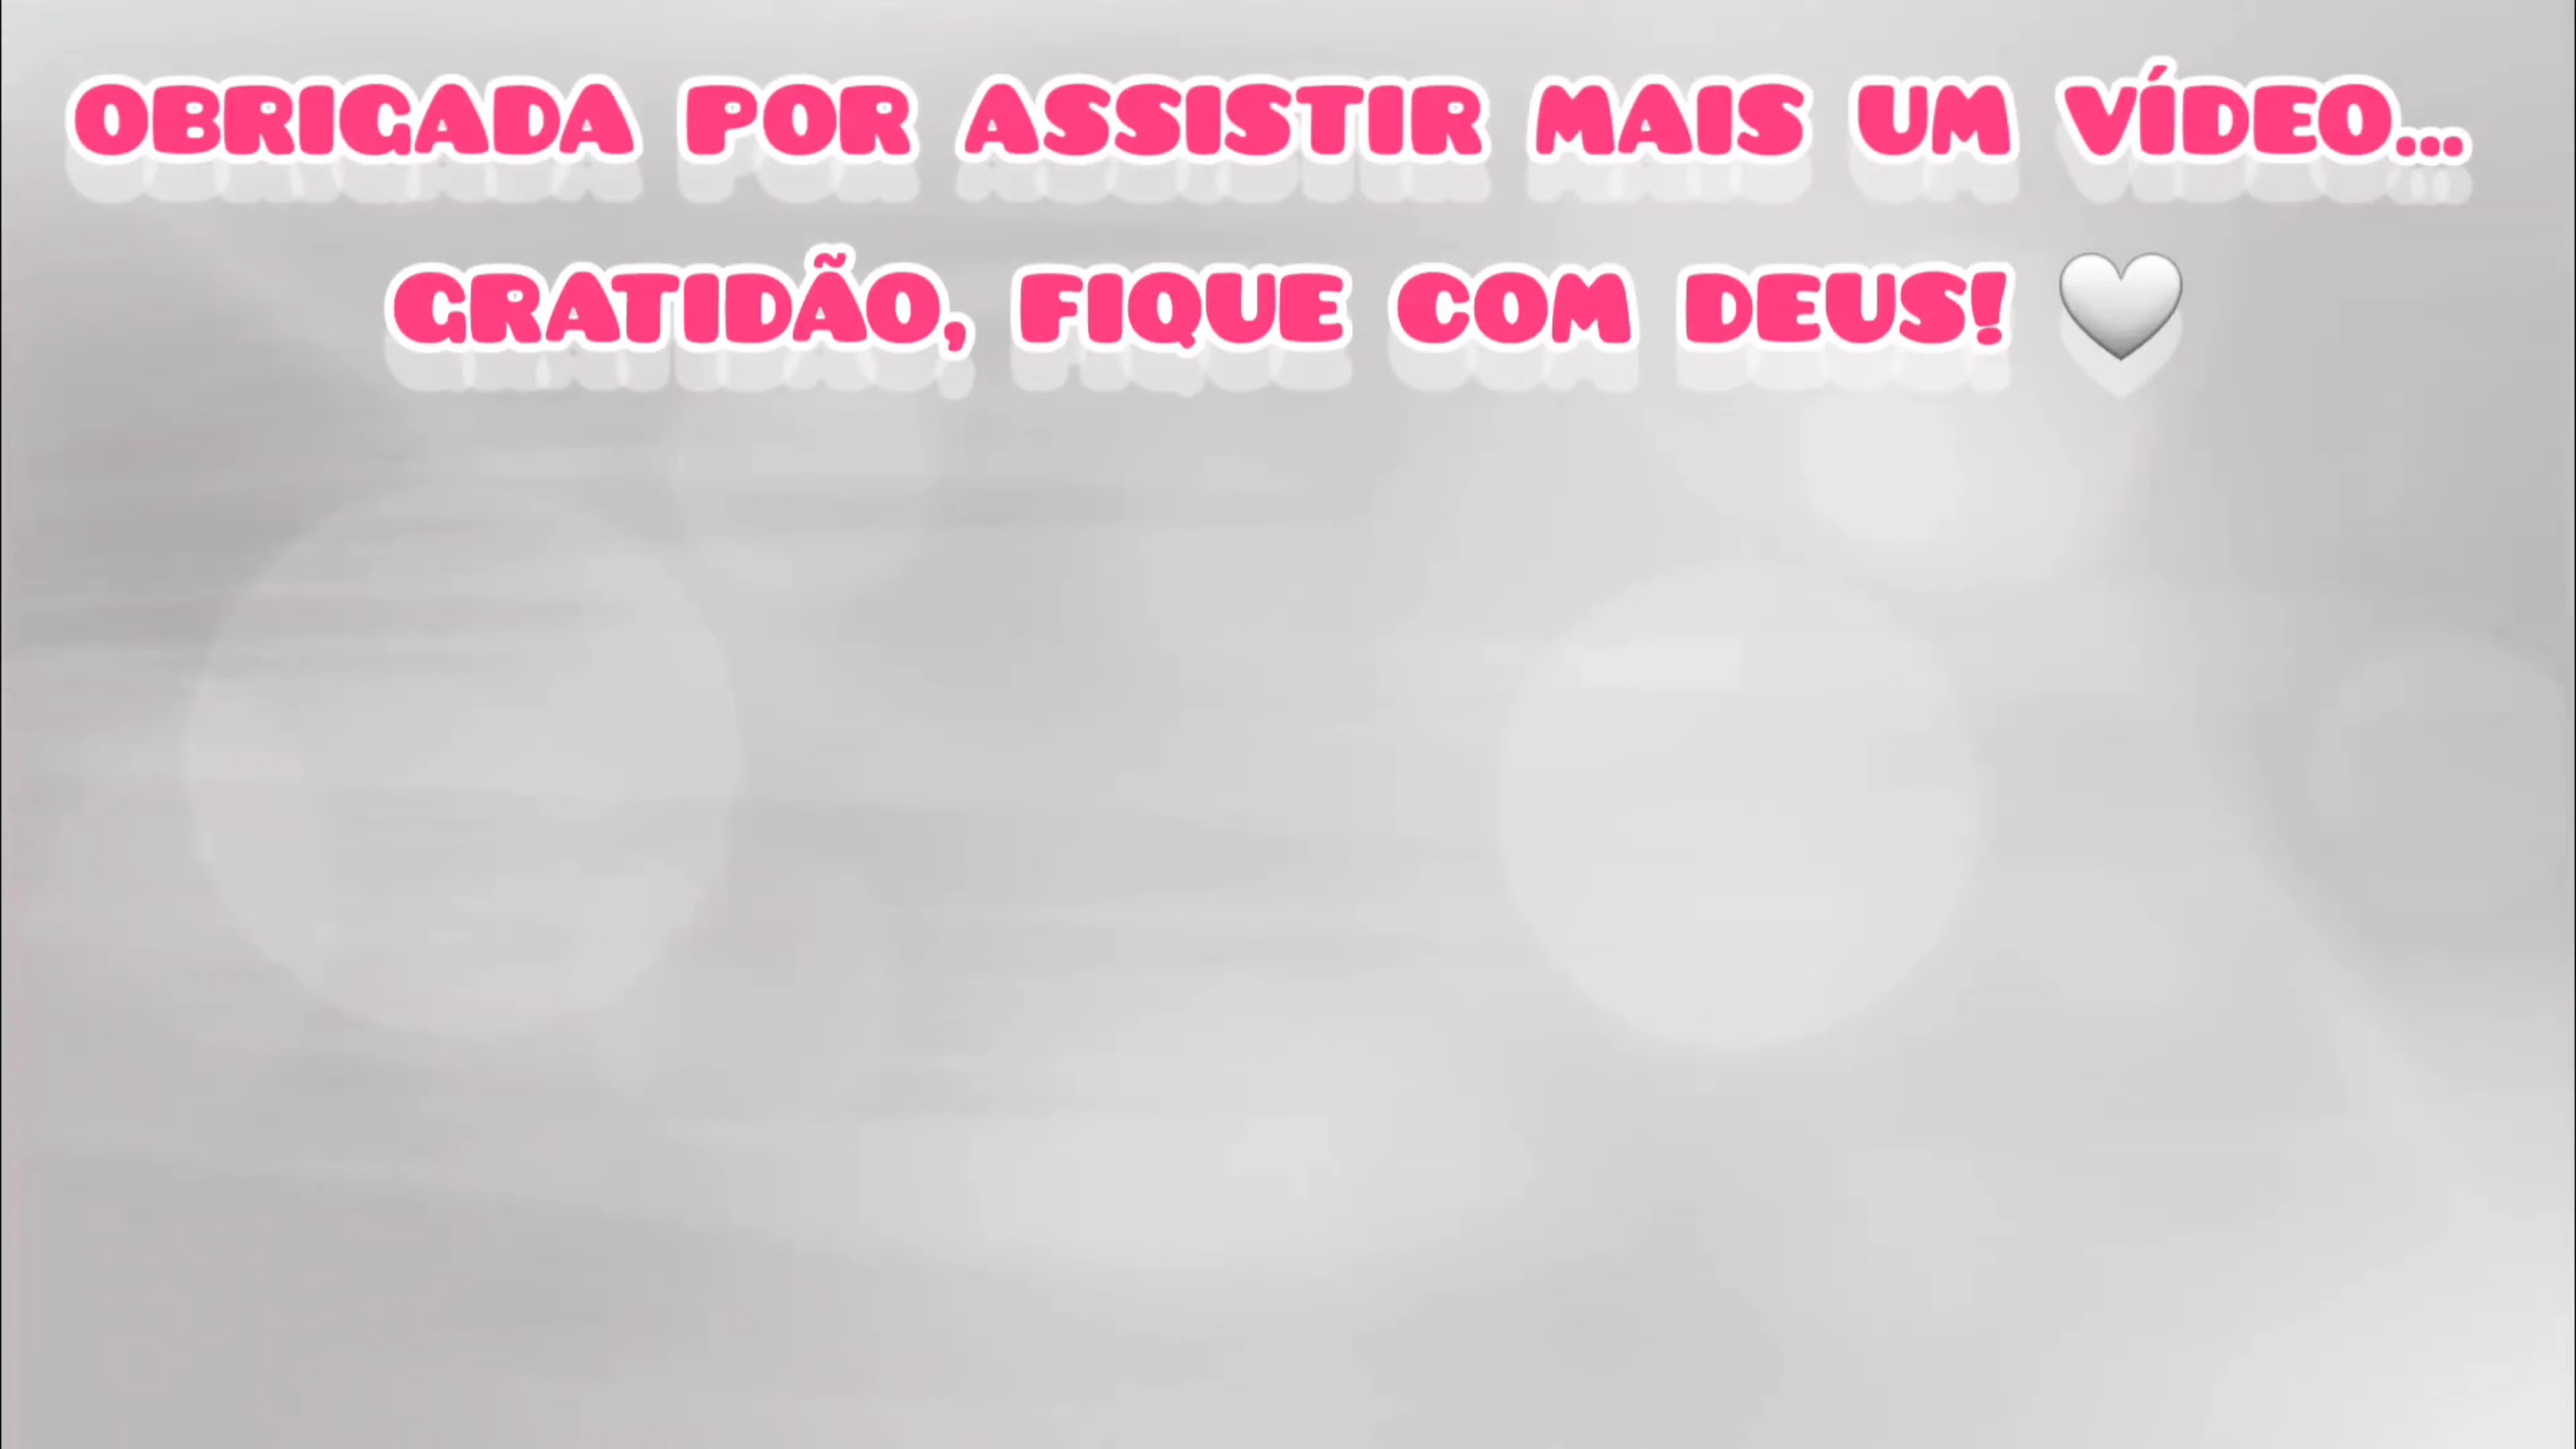 OBRIGADA POR ASSISTIR MAIS UM VÍDEO...
GRATIDÃO, FIQUE COM DEUS! 🤍